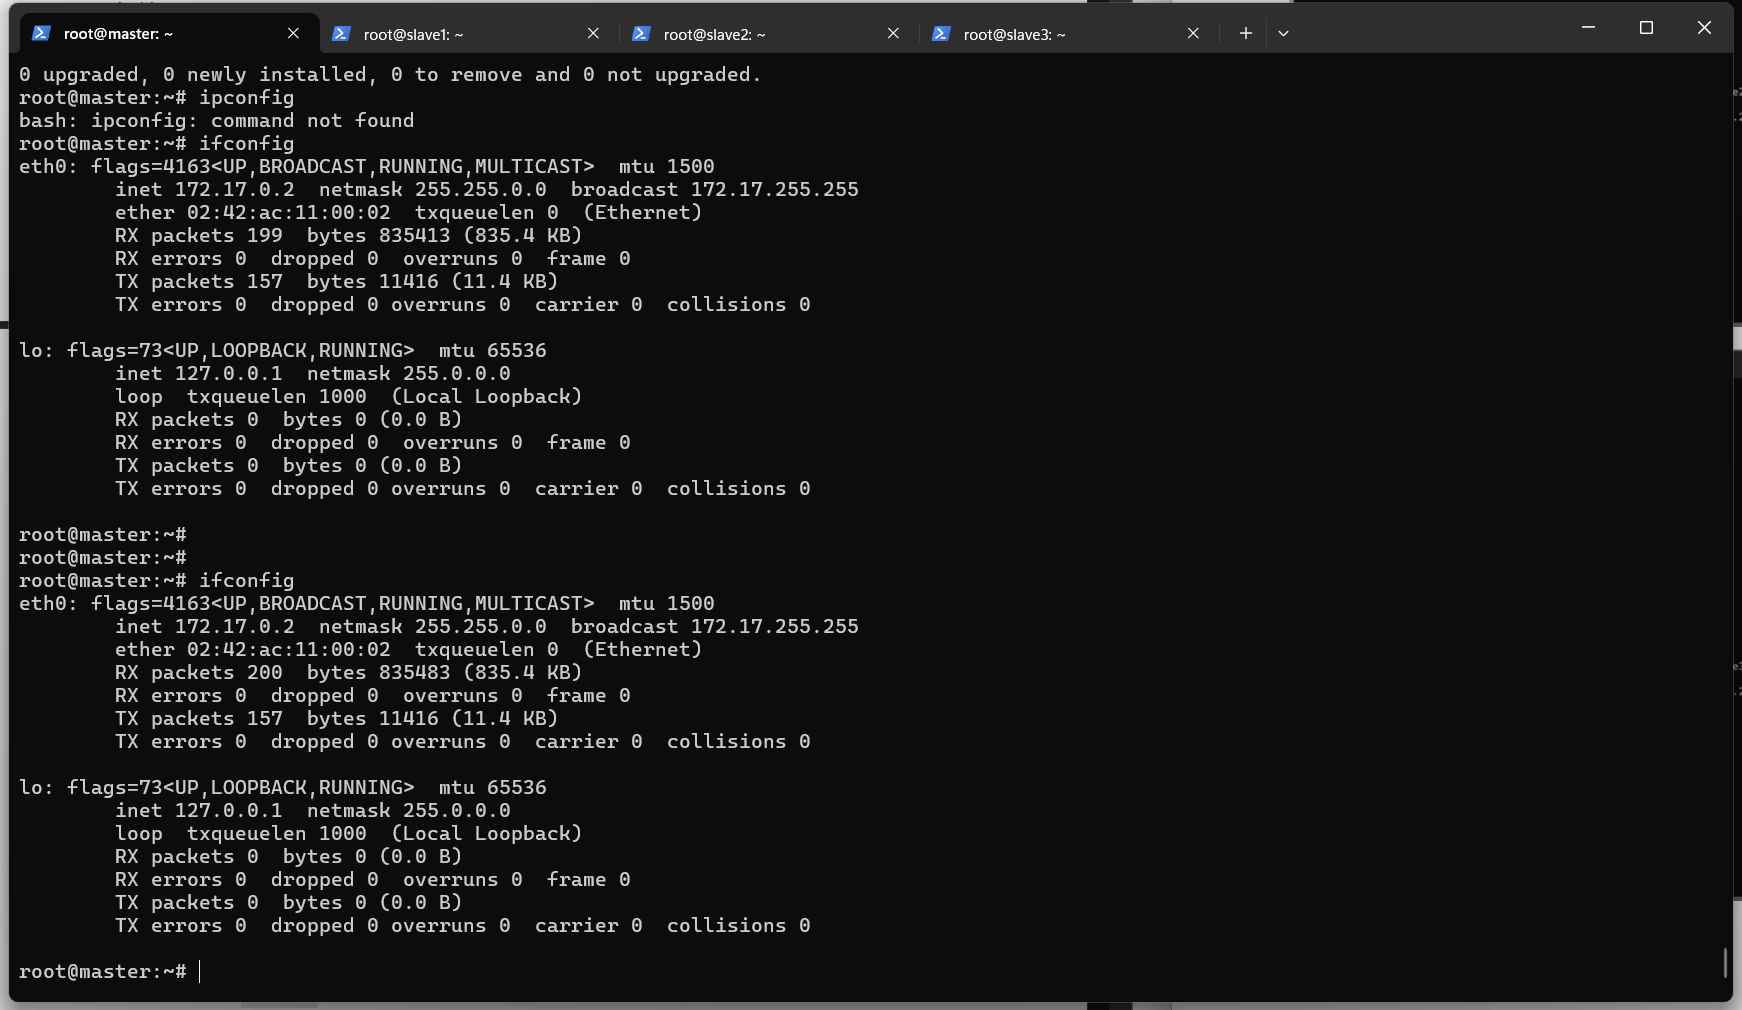 root@master: ~
root@slave1: ~
root@slave2: ~
root@slave3: ~
0 upgraded, 0 newly installed, 0 to remove and 0 not upgraded.
root@master:~# ipconfig
bash: ipconfig: command not found
root@master:~# ifconfig
eth0: flags=4163<UP,BROADCAST,RUNNING,MULTICAST>  mtu 1500
        inet 172.17.0.2  netmask 255.255.0.0  broadcast 172.17.255.255
        ether 02:42:ac:11:00:02  txqueuelen 0  (Ethernet)
        RX packets 199  bytes 835413 (835.4 KB)
        RX errors 0  dropped 0  overruns 0  frame 0
        TX packets 157  bytes 11416 (11.4 KB)
        TX errors 0  dropped 0 overruns 0  carrier 0  collisions 0

lo: flags=73<UP,LOOPBACK,RUNNING>  mtu 65536
        inet 127.0.0.1  netmask 255.0.0.0
        loop  txqueuelen 1000  (Local Loopback)
        RX packets 0  bytes 0 (0.0 B)
        RX errors 0  dropped 0  overruns 0  frame 0
        TX packets 0  bytes 0 (0.0 B)
        TX errors 0  dropped 0 overruns 0  carrier 0  collisions 0

root@master:~#
root@master:~#
root@master:~# ifconfig
eth0: flags=4163<UP,BROADCAST,RUNNING,MULTICAST>  mtu 1500
        inet 172.17.0.2  netmask 255.255.0.0  broadcast 172.17.255.255
        ether 02:42:ac:11:00:02  txqueuelen 0  (Ethernet)
        RX packets 200  bytes 835483 (835.4 KB)
        RX errors 0  dropped 0  overruns 0  frame 0
        TX packets 157  bytes 11416 (11.4 KB)
        TX errors 0  dropped 0 overruns 0  carrier 0  collisions 0

lo: flags=73<UP,LOOPBACK,RUNNING>  mtu 65536
        inet 127.0.0.1  netmask 255.0.0.0
        loop  txqueuelen 1000  (Local Loopback)
        RX packets 0  bytes 0 (0.0 B)
        RX errors 0  dropped 0  overruns 0  frame 0
        TX packets 0  bytes 0 (0.0 B)
        TX errors 0  dropped 0 overruns 0  carrier 0  collisions 0

root@master:~#